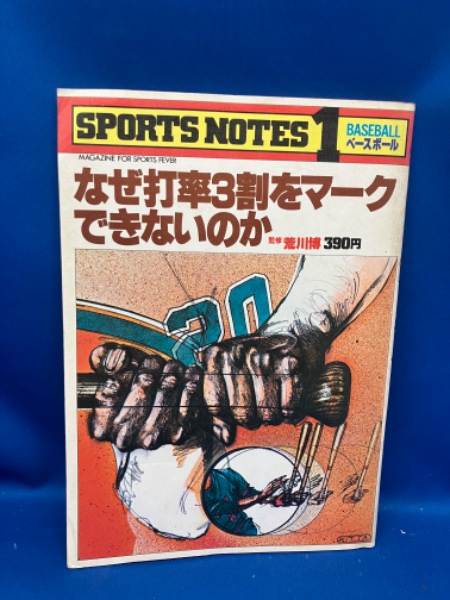 SPORTS NOTES 1
BASEBALL
ベースボール
MAGAZINE FOR SPORTS FEVER
なぜ打率3割をマーク
できないのか
監修 荒川博 390円
20